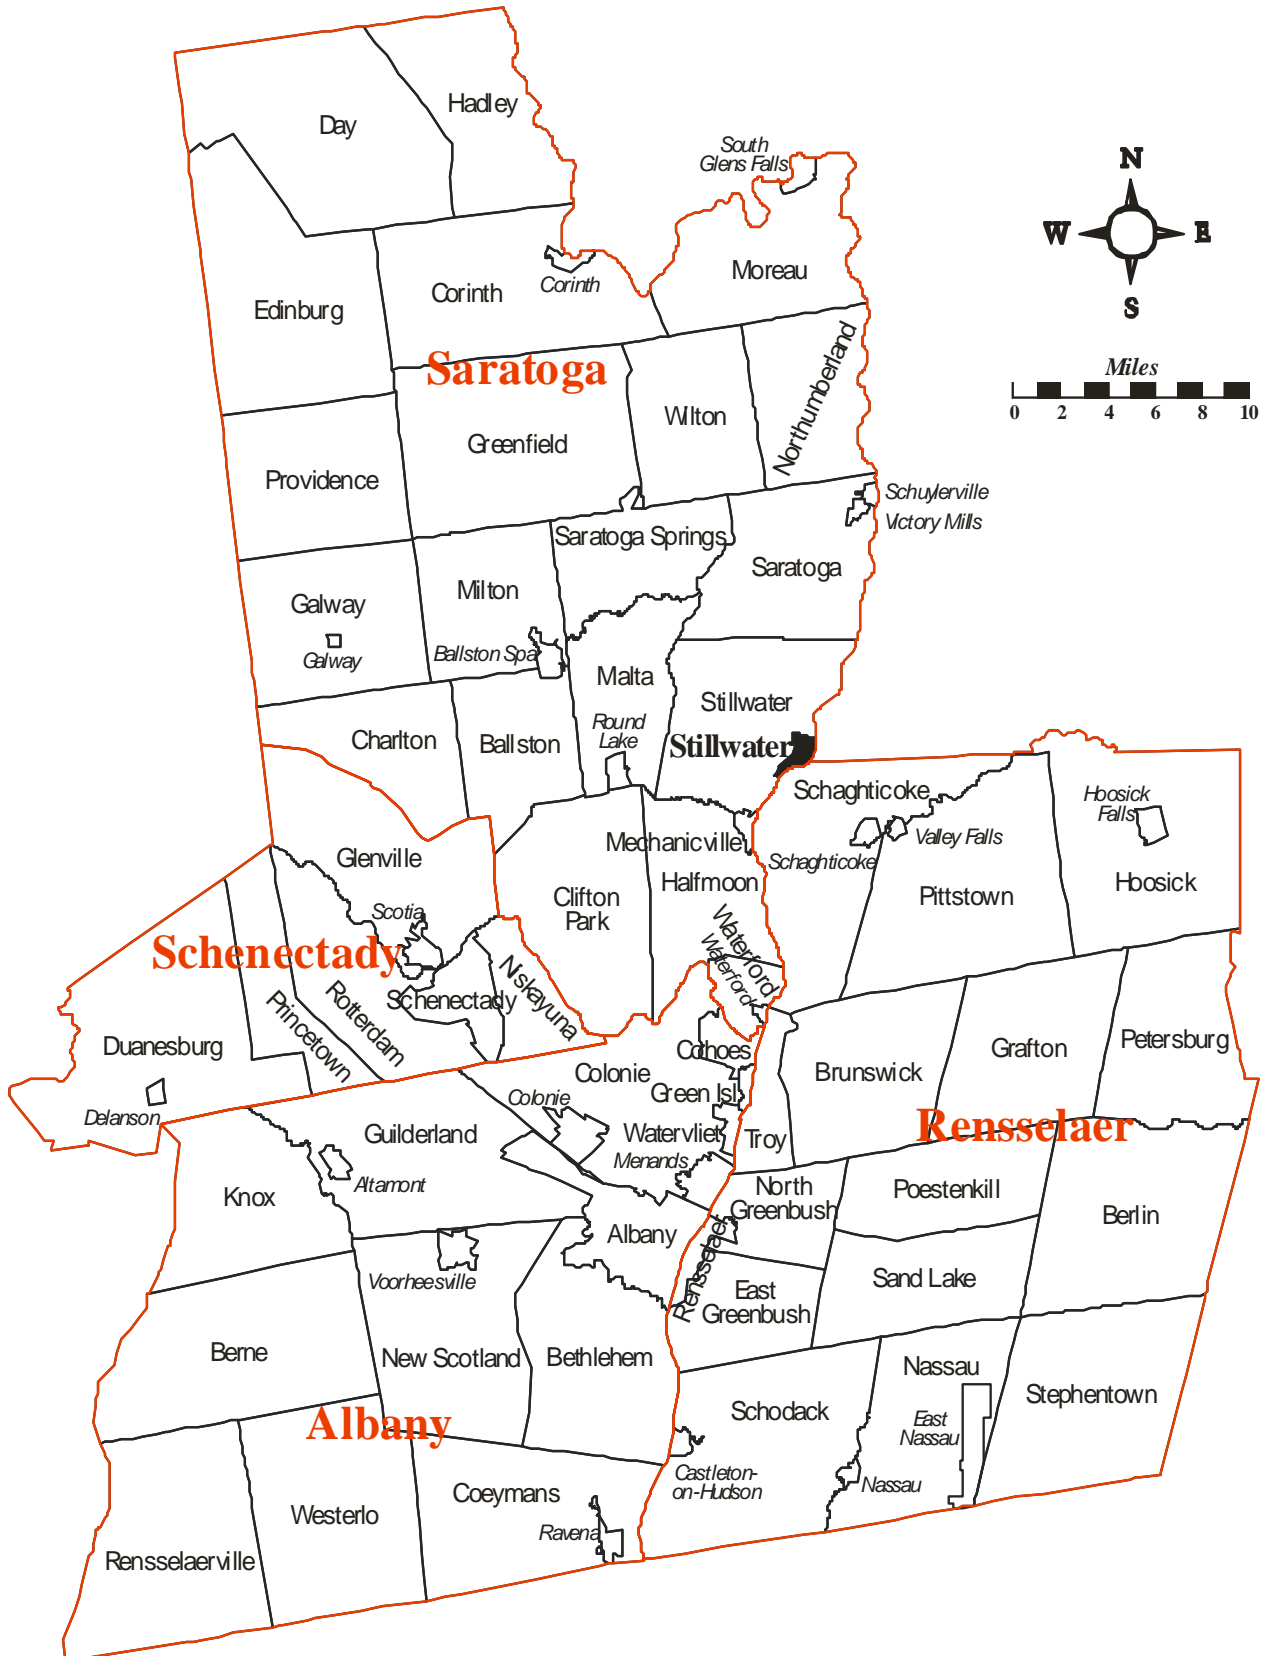 Hadley
Day
South
Glens Falls
N
W
E
S
Moreau
Corinth
Corinth
Edinburg
Saratoga
Northumberland
Miles
0 2 4 6 8 10
Wilton
Greenfield
Providence
Schuylerville
Victory Mills
Saratoga Springs
Saratoga
Milton
Galway
Galway
Ballston Spa
Malta
Stillwater
Round
Lake
Stillwater
Charlton
Ballston
Schaghticoke
Hoosick
Falls
Mechanicville
Valley Falls
Schaghticoke
Glenville
Halfmoon
Hoosick
Clifton
Park
Pittstown
Scotia
Waterford
Waterford
Schenectady
Niskayuna
Schenectady
Rotterdam
Princetown
Duanesburg
Cohoes
Grafton
Petersburg
Colonie
Brunswick
Green Isl.
Colonie
Delanson
Guilderland
Watervliet
Troy
Rensselaer
Menands
Altamont
Knox
North
Greenbush
Poestenkill
Berlin
Albany
Rensselaer
Voorheesville
Sand Lake
East
Greenbush
Berne
New Scotland
Bethlehem
Nassau
Stephentown
Albany
Schodack
East
Nassau
Castleton-
on-Hudson
Nassau
Coeymans
Westerlo
Ravena
Rensselaerville